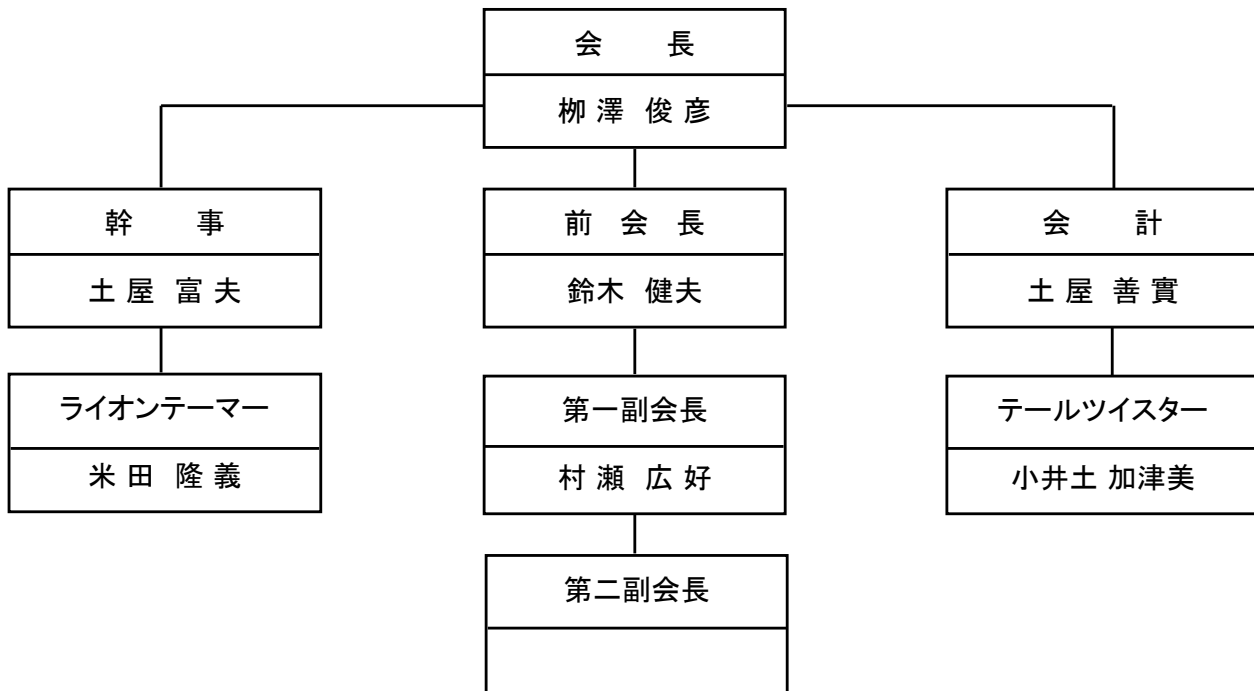 会 長
栁 澤 俊 彦
幹 事
土 屋 富 夫
前 会 長
鈴木 健夫
会 計
土 屋 善 實
ライオンテーマー
米 田 隆 義
第一副会長
村 瀬 広 好
テールツイスター
小井土 加津美
第二副会長